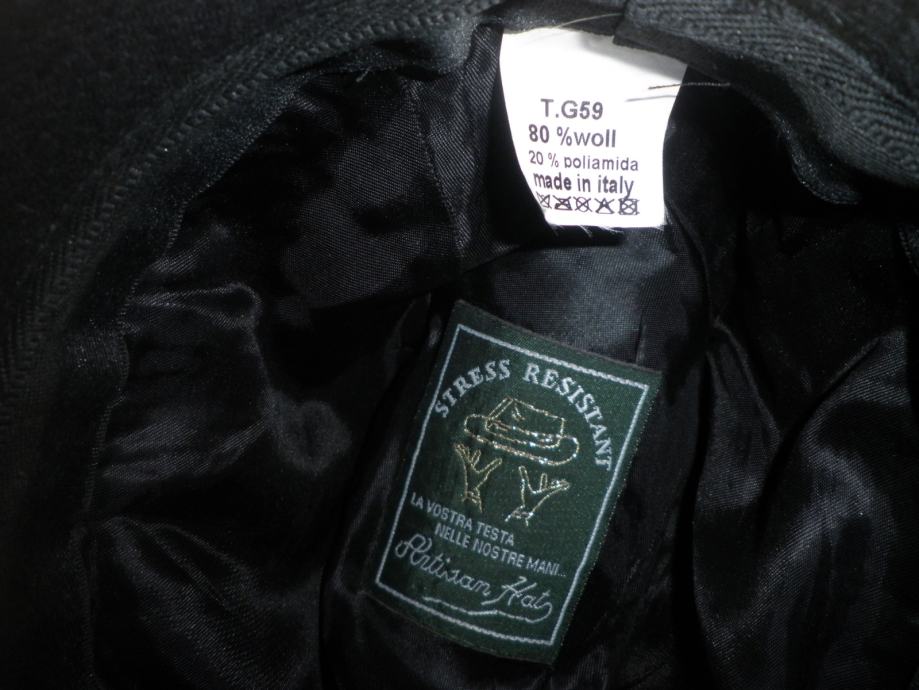 T.G59
80 %woll
20 % poliamida
made in italy
STRESS RESISTANT
LA VOSTRA TESTA
NELLE NOSTRE MANI...
Artisan Hat